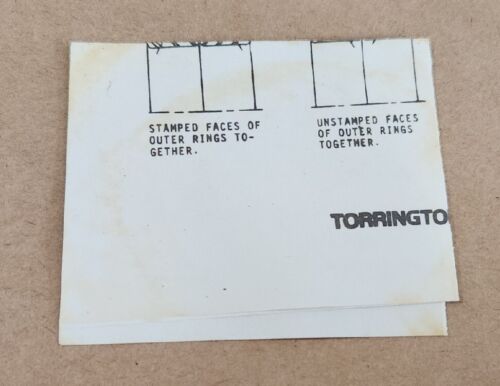 STAMPED FACES OF
OUTER RINGS TO-
GETHER.
UNSTAMPED FACES
OF OUTER RINGS
TOGETHER.
TORRINGTO